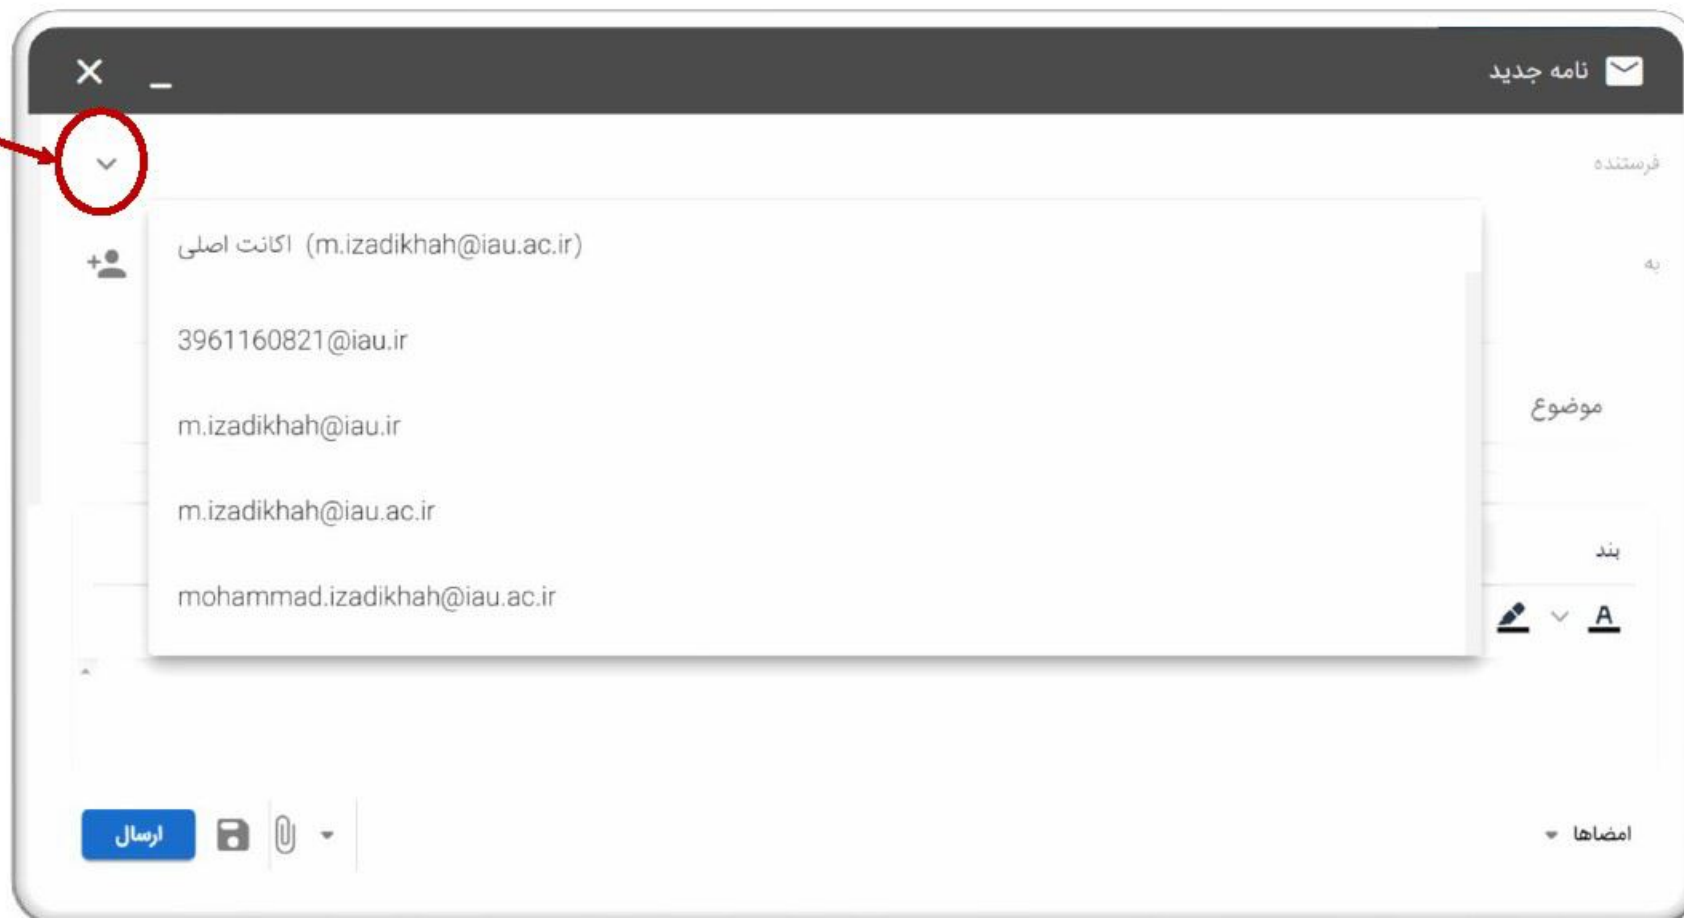 نامه جدید
فرستنده
اکانت اصلی (m.izadikhah@iau.ac.ir)
به
3961160821@iau.ir
m.izadikhah@iau.ir
موضوع
m.izadikhah@iau.ac.ir
بند
mohammad.izadikhah@iau.ac.ir
A
امضاها
ارسال